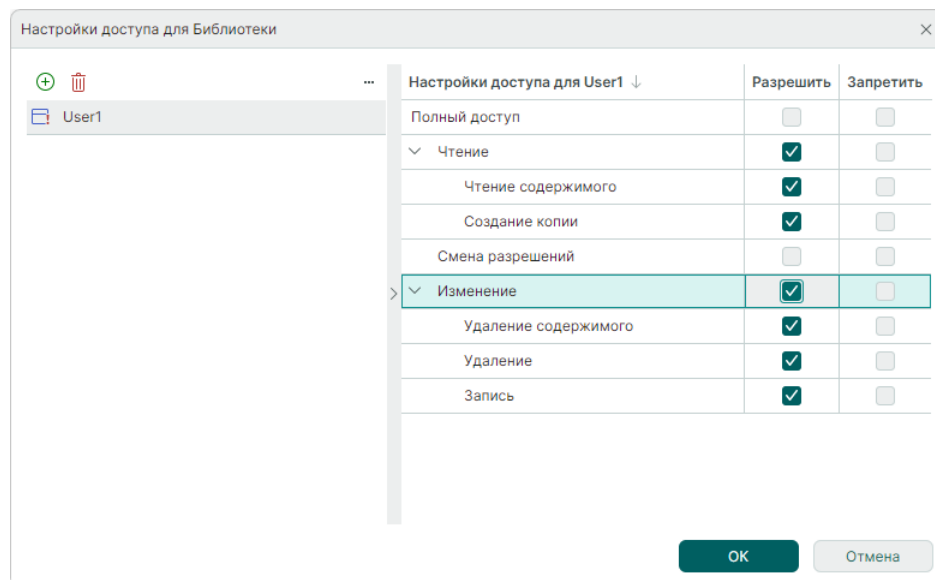 Настройки доступа для Библиотеки
Настройки доступа для User1 Разрешить Запретить
User1
Полный доступ
Чтение
Чтение содержимого
Создание копии
Смена разрешений
Изменение
Удаление содержимого
Удаление
Запись
ОК Отмена